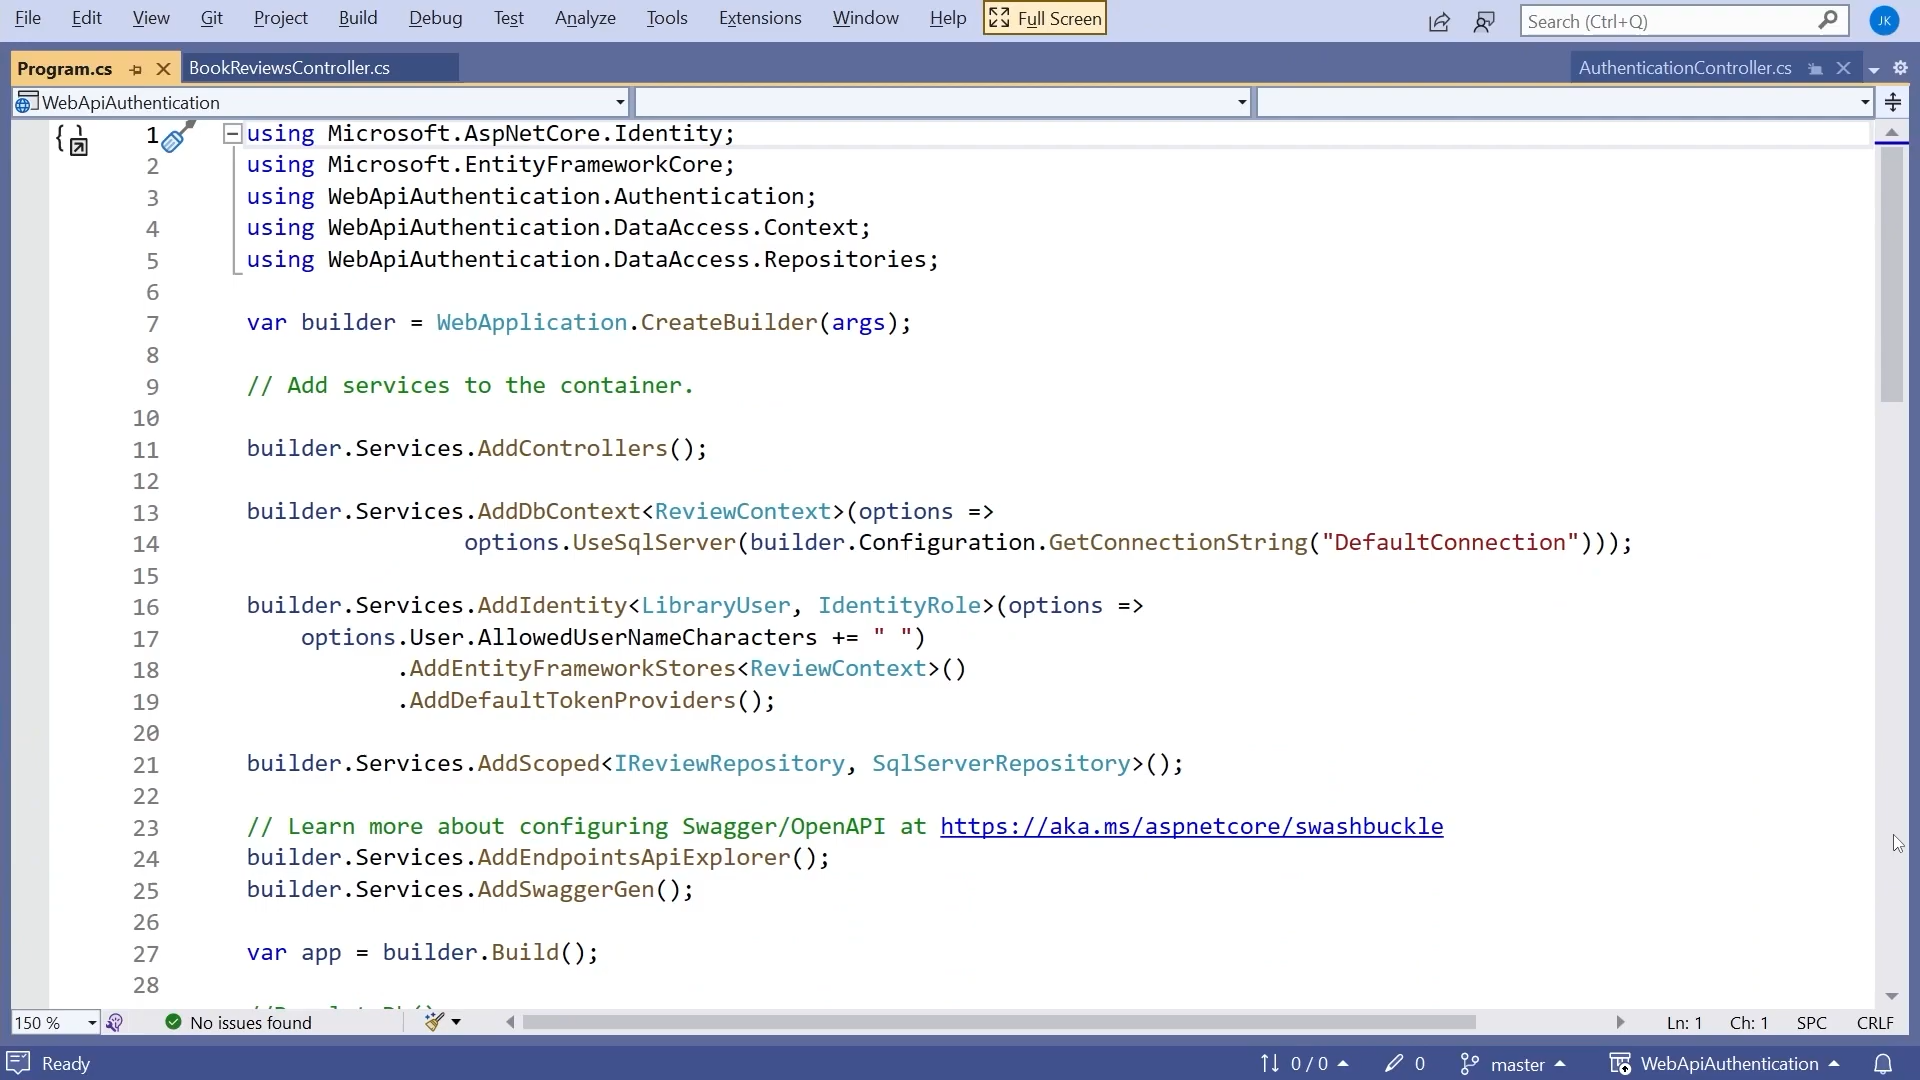 File Edit View Git Project Build Debug Test Analyze Tools Extensions Window Help Full Screen Search (Ctrl+Q) JK
Program.cs BookReviewsController.cs AuthenticationController.cs
WebApiAuthentication
1 using Microsoft.AspNetCore.Identity;
2 using Microsoft.EntityFrameworkCore;
3 using WebApiAuthentication.Authentication;
4 using WebApiAuthentication.DataAccess.Context;
5 using WebApiAuthentication.DataAccess.Repositories;
6
7 var builder = WebApplication.CreateBuilder(args);
8
9 // Add services to the container.
10
11 builder.Services.AddControllers();
12
13 builder.Services.AddDbContext<ReviewContext>(options =>
14 options.UseSqlServer(builder.Configuration.GetConnectionString("DefaultConnection")));
15
16 builder.Services.AddIdentity<LibraryUser, IdentityRole>(options =>
17 options.User.AllowedUserNameCharacters += " ")
18 .AddEntityFrameworkStores<ReviewContext>()
19 .AddDefaultTokenProviders();
20
21 builder.Services.AddScoped<IReviewRepository, SqlServerRepository>();
22
23 // Learn more about configuring Swagger/OpenAPI at https://aka.ms/aspnetcore/swashbuckle
24 builder.Services.AddEndpointsApiExplorer();
25 builder.Services.AddSwaggerGen();
26
27 var app = builder.Build();
28
150 % No issues found Ln: 1 Ch: 1 SPC CRLF
Ready 0 / 0 0 master WebApiAuthentication